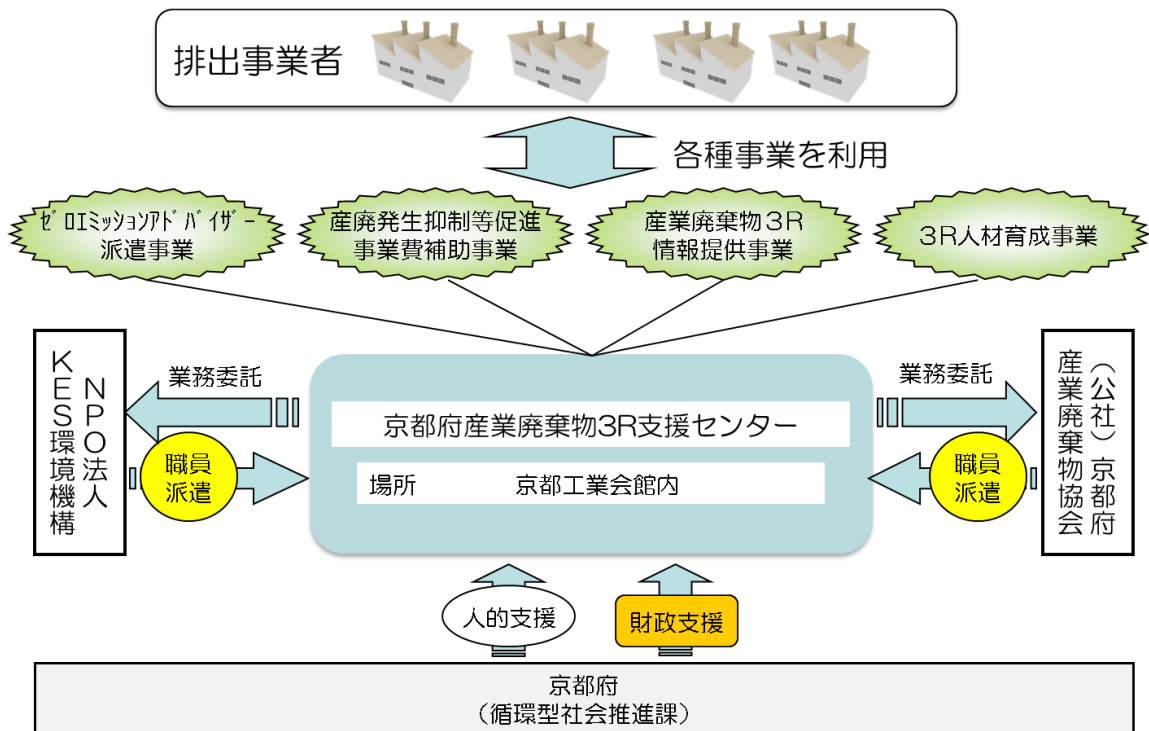 排出事業者
各種事業を利用
ｾﾞﾛｴﾐｯｼｮﾝｱﾄﾞﾊﾞｲｻﾞｰ
派遣事業
産廃発生抑制等促進
事業費補助事業
産業廃棄物３Ｒ
情報提供事業
３Ｒ人材育成事業
ＮＰＯ法人
ＫＥＳ環境機構
業務委託
職員
派遣
京都府産業廃棄物3R支援センター
場所　　　京都工業会館内
業務委託
職員
派遣
（公社）京都府
産業廃棄物協会
人的支援
財政支援
京都府
（循環型社会推進課）